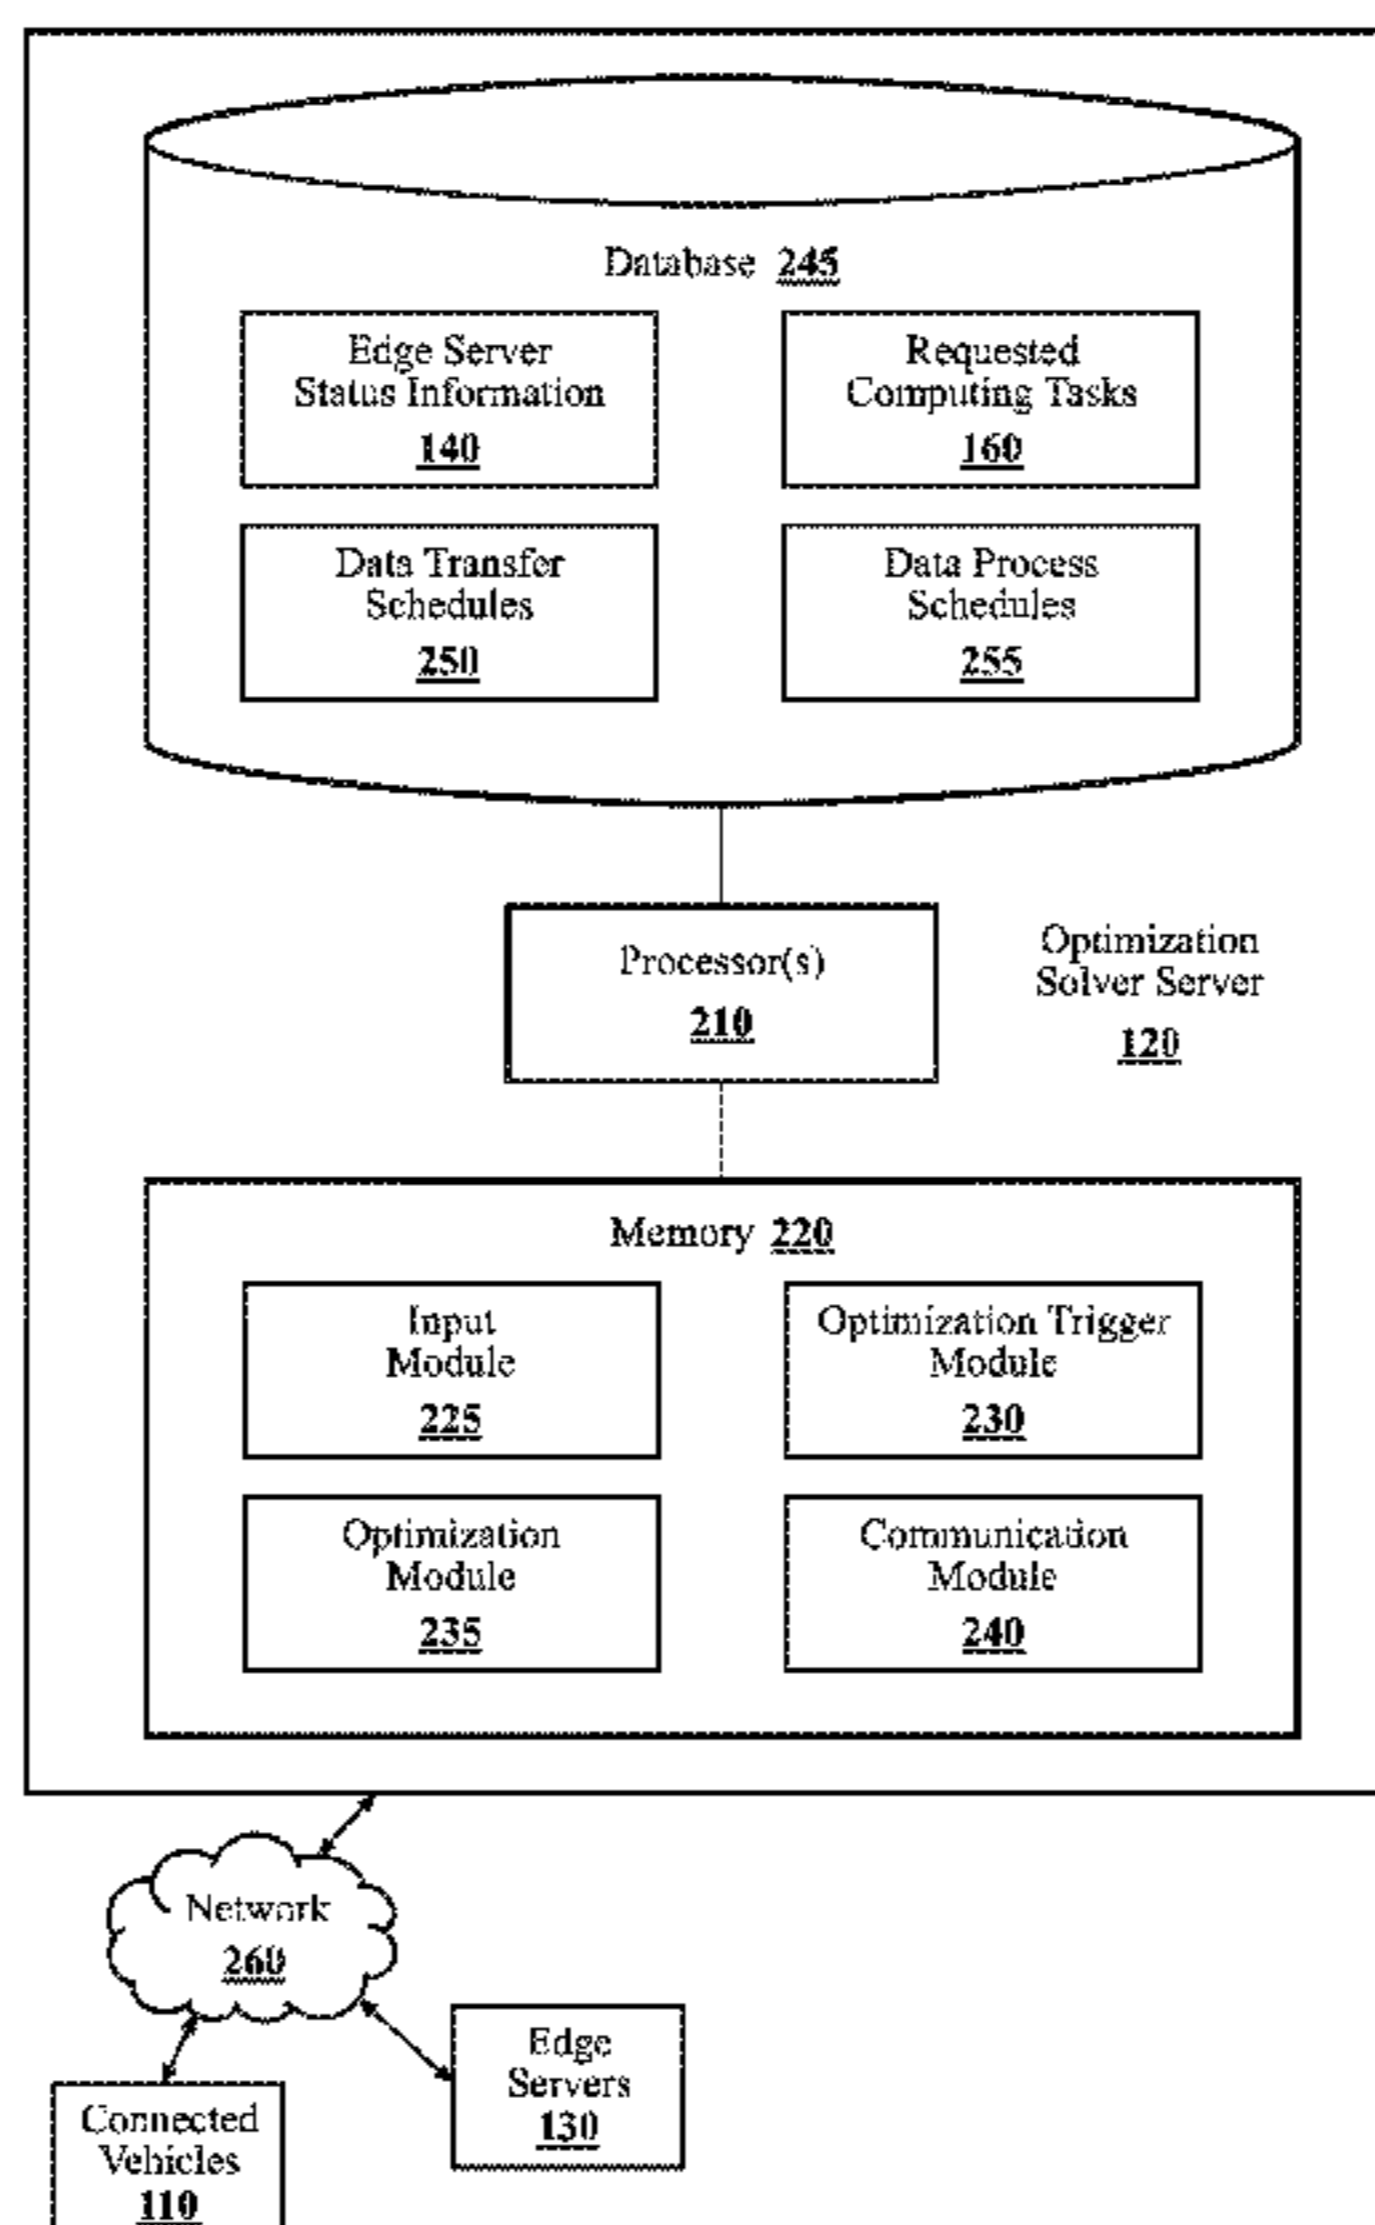 Database 245
Edge Server
Status Information
140
Requested
Computing Tasks
160
Data Transfer
Schedules
250
Data Process
Schedules
255
Processor(s)
210
Optimization
Solver Server
120
Memory 220
Input
Module
225
Optimization Trigger
Module
230
Optimization
Module
235
Communication
Module
240
Network
260
Edge
Servers
130
Connected
Vehicles
110